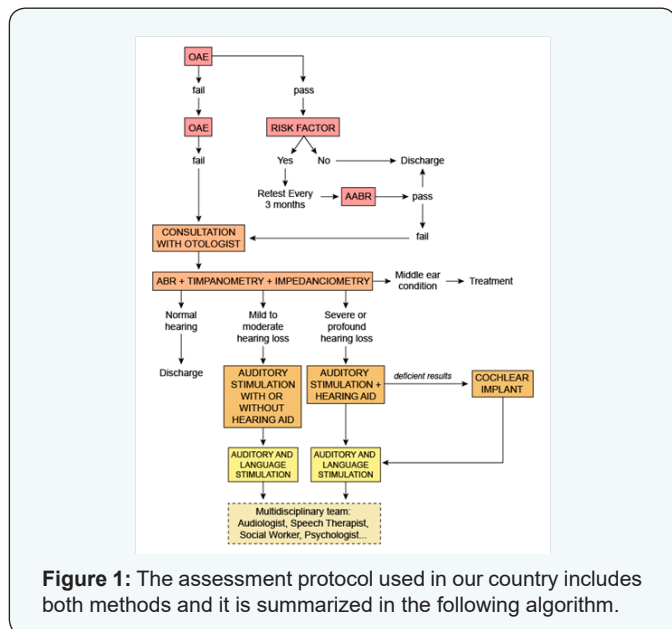 OAE
fail
pass
OAE
RISK FACTOR
fail
Yes
No
Discharge
Retest Every
3 months
AABR
pass
fail
CONSULTATION
WITH OTOLOGIST
ABR + TIMPANOMETRY + IMPEDANCIOMETRY
Middle ear
condition
Treatment
Normal
hearing
Mild to
moderate
hearing loss
Severe or
profound
hearing loss
Discharge
AUDITORY
STIMULATION
WITH OR
WITHOUT
HEARING AID
AUDITORY
STIMULATION +
HEARING AID
deficient results
COCHLEAR
IMPLANT
AUDITORY AND
LANGUAGE
STIMULATION
AUDITORY AND
LANGUAGE
STIMULATION
Multidisciplinary team:
Audiologist, Speech Therapist,
Social Worker, Psychologist...
Figure 1: The assessment protocol used in our country includes
both methods and it is summarized in the following algorithm.